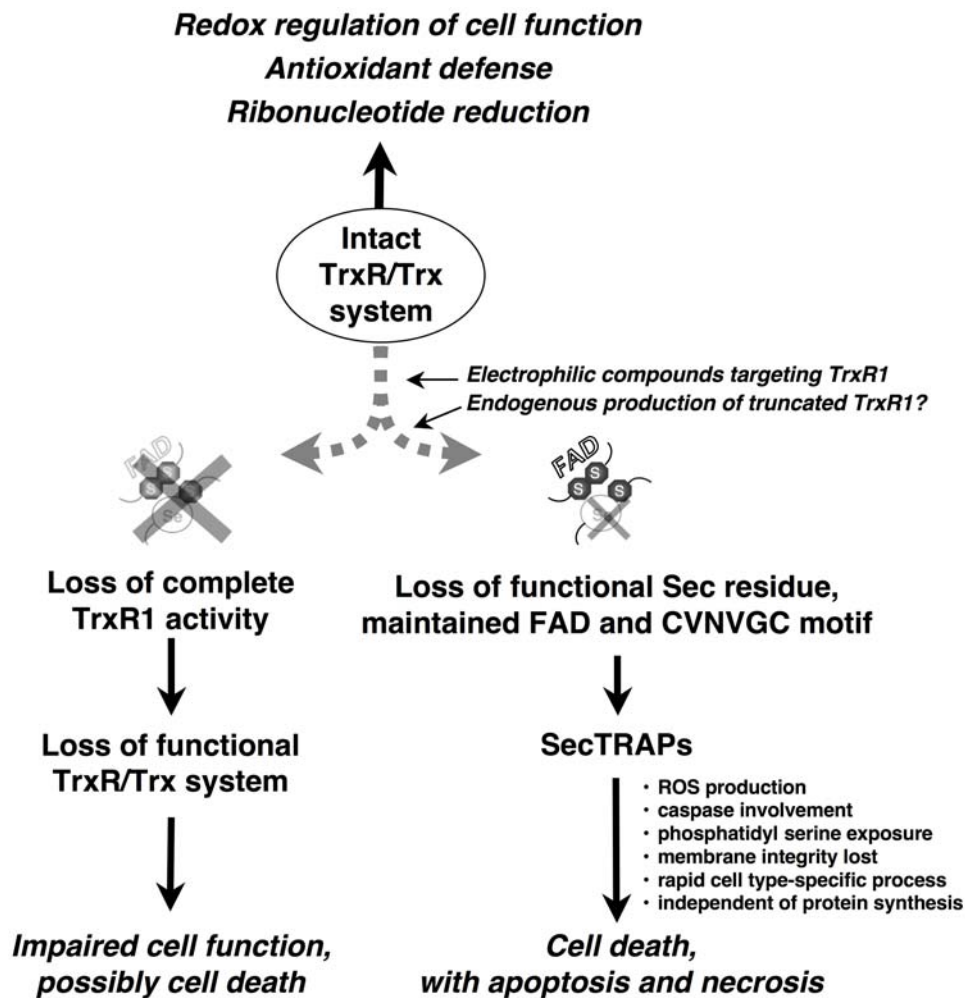 Redox regulation of cell function
Antioxidant defense
Ribonucleotide reduction
Intact
TrxR/Trx
system
Electrophilic compounds targeting TrxR1
Endogenous production of truncated TrxR1?
FAD
S
S
S
Se
FAD
S
S
S
S
Loss of complete
TrxR1 activity
Loss of functional Sec residue,
maintained FAD and CVNVGC motif
Loss of functional
TrxR/Trx system
SecTRAPs
· ROS production
· caspase involvement
· phosphatidyl serine exposure
· membrane integrity lost
· rapid cell type-specific process
· independent of protein synthesis
Impaired cell function,
possibly cell death
Cell death,
with apoptosis and necrosis